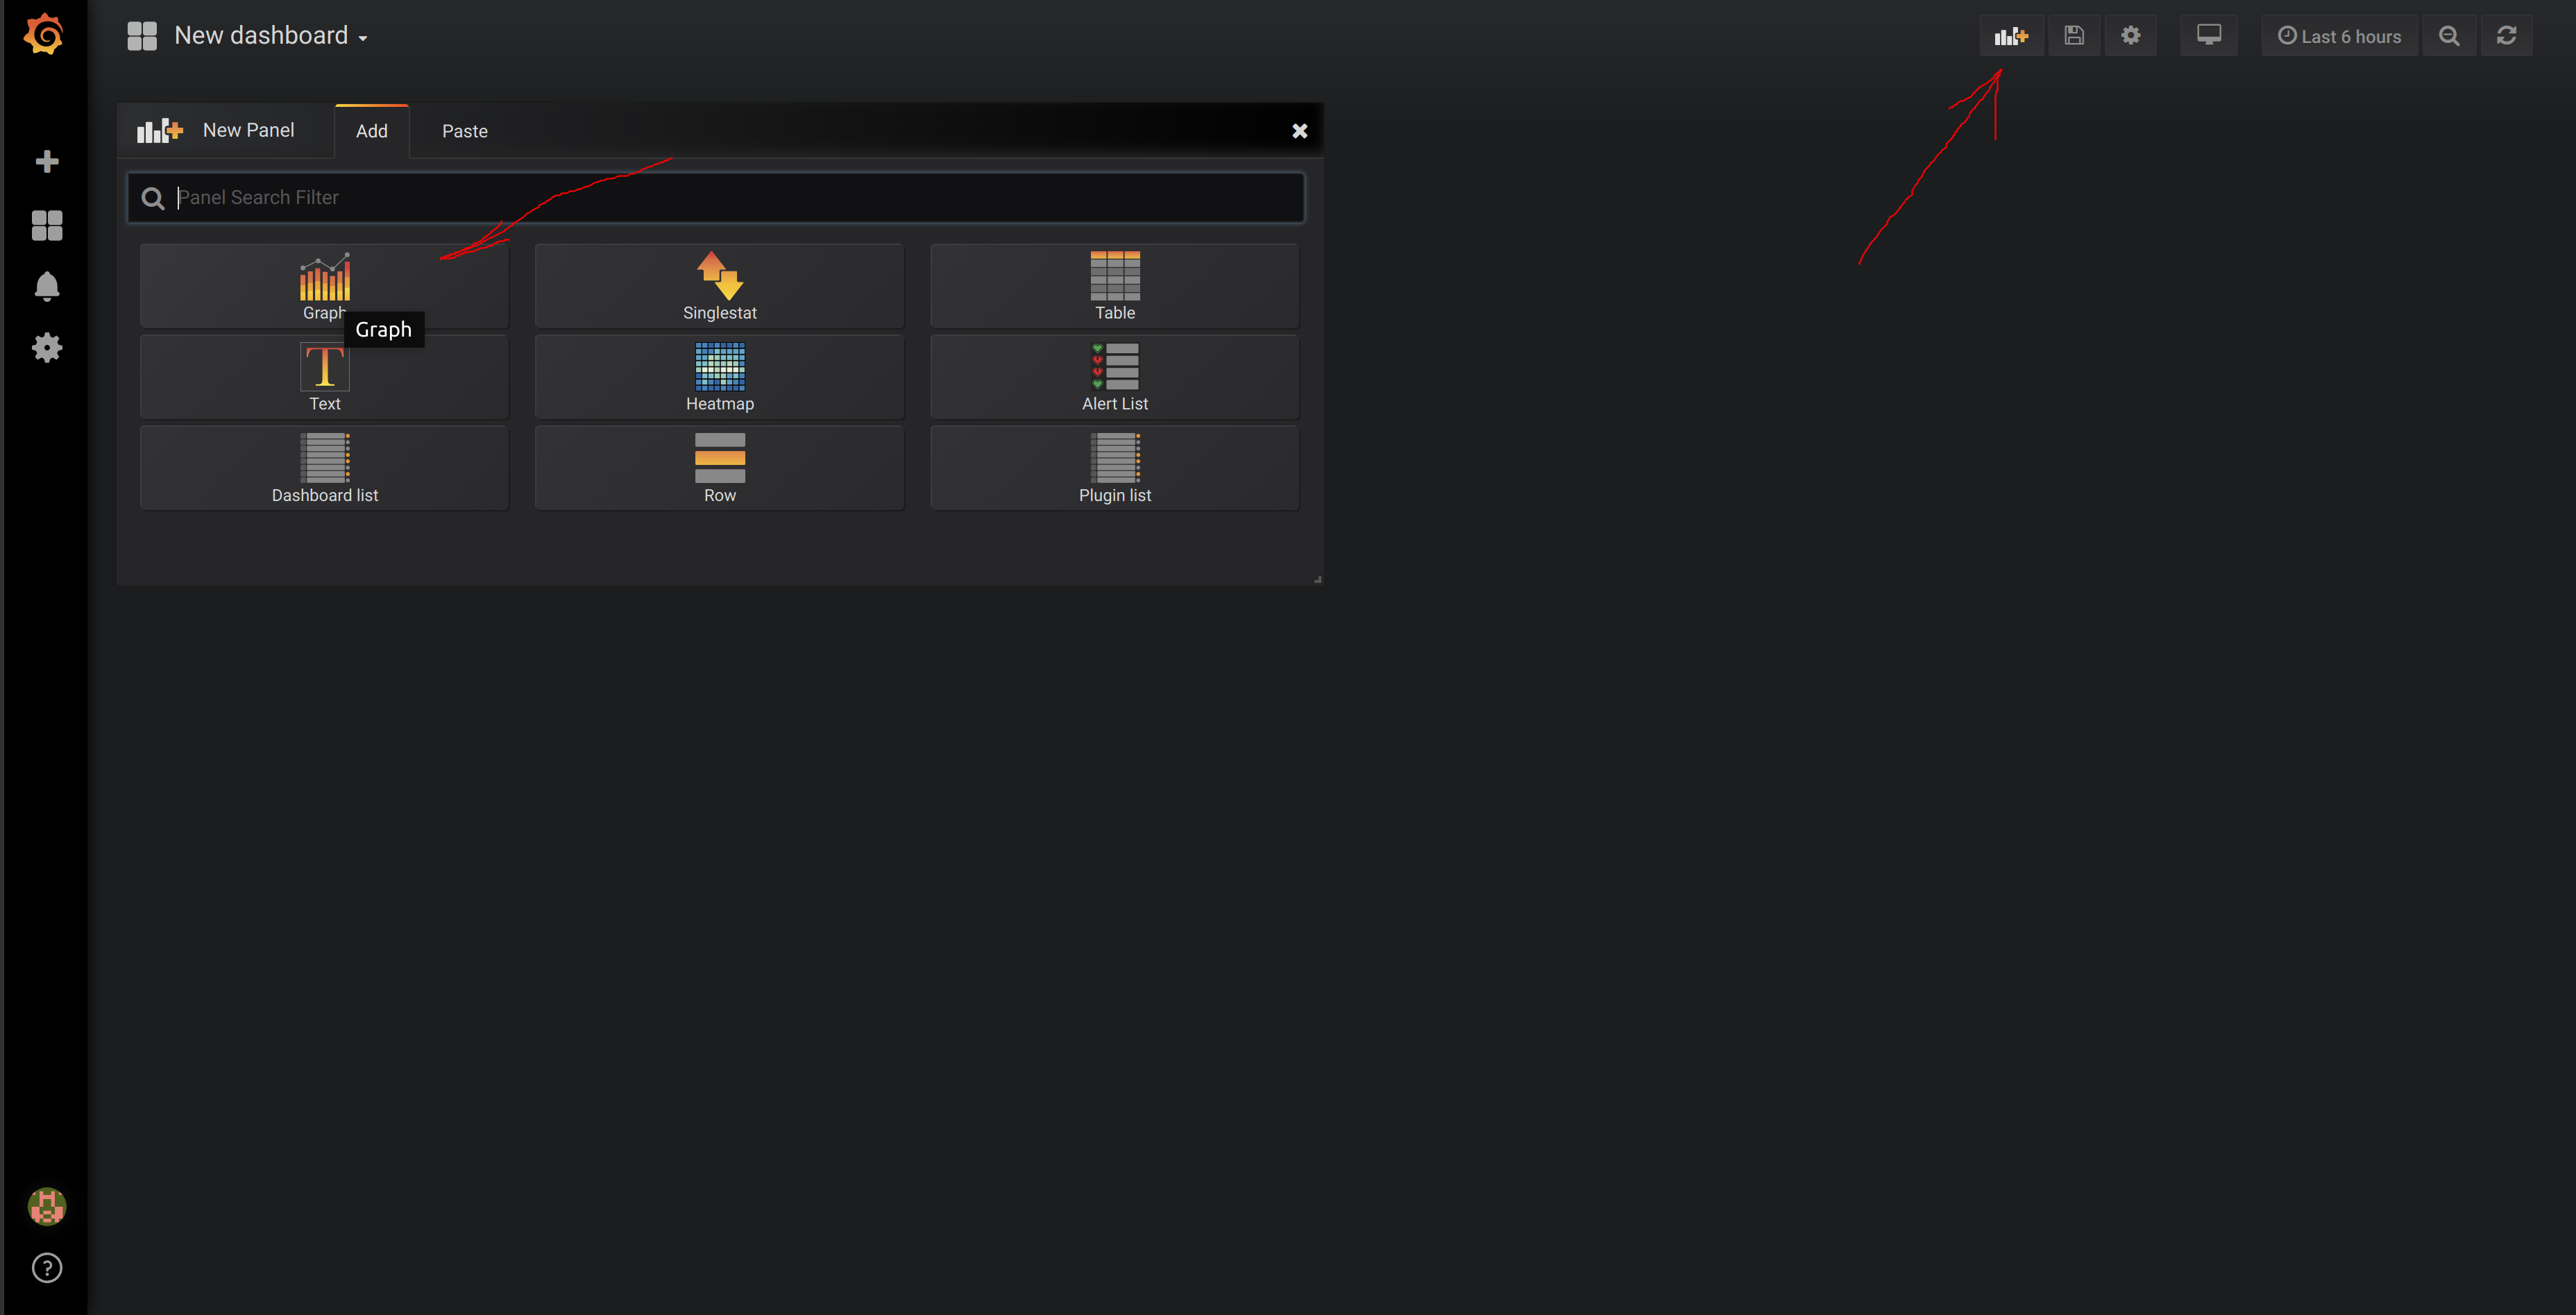 New dashboard
Last 6 hours
New Panel
Add
Paste
Panel Search Filter
Graph
Singlestat
Table
Graph
Text
Heatmap
Alert List
Dashboard list
Row
Plugin list